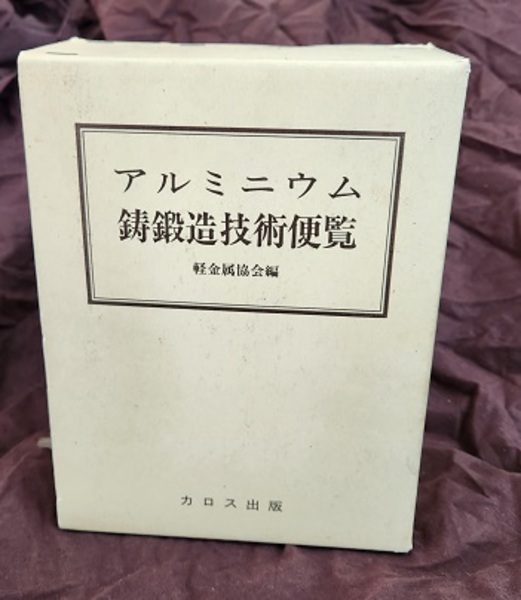 アルミニウム
鋳鍛造技術便覧
軽金属協会編
カロス出版